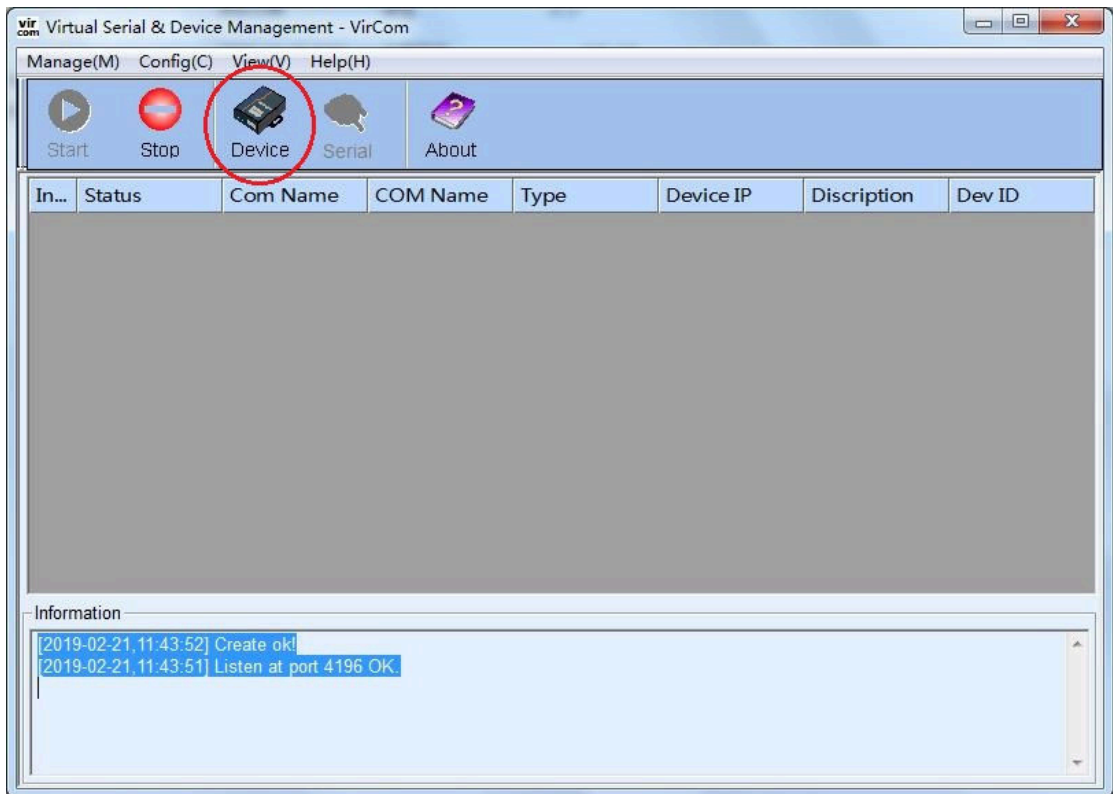 vir com Virtual Serial & Device Management - VirCom
Manage(M) Config(C) View(V) Help(H)
Start Stop Device Serial About
In... Status Com Name COM Name Type Device IP Discription Dev ID
Information
[2019-02-21,11:43:52] Create ok!
[2019-02-21,11:43:51] Listen at port 4196 OK.